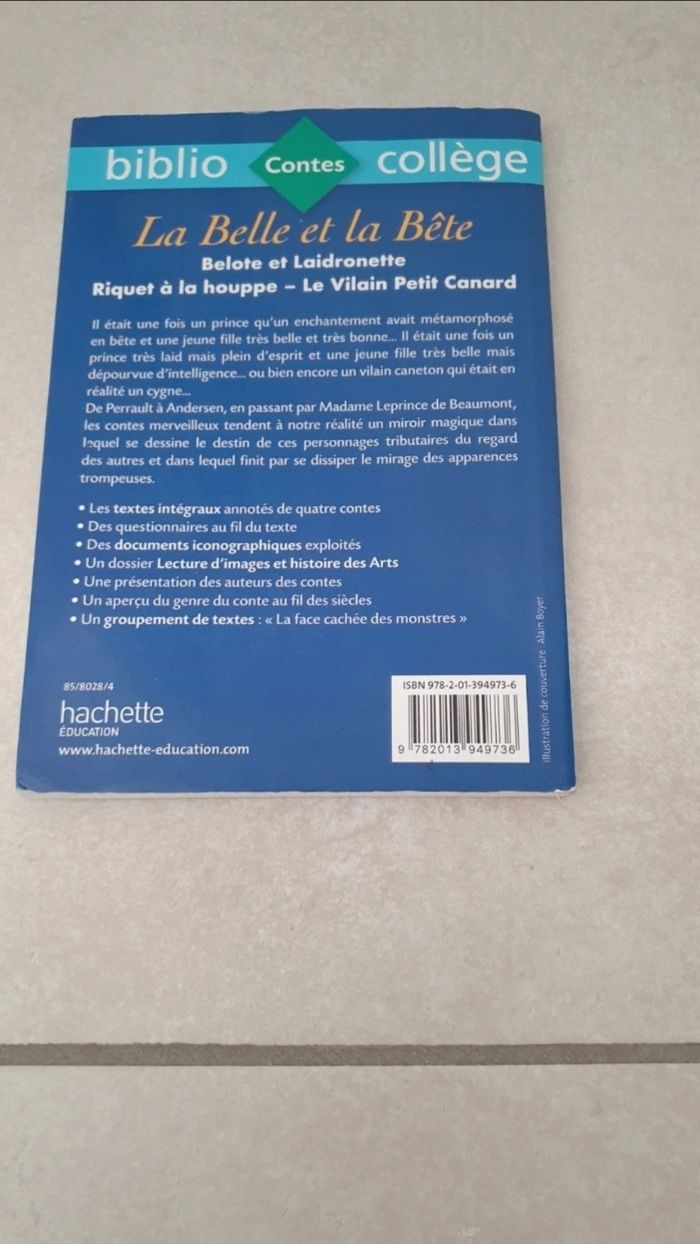 biblio Contes collège
La Belle et la Bête
Belote et Laidronette
Riquet à la houppe – Le Vilain Petit Canard
Il était une fois un prince qu'un enchantement avait métamorphosé
en bête et une jeune fille très belle et très bonne... Il était une fois un
prince très laid mais plein d'esprit et une jeune fille très belle mais
dépourvue d'intelligence... ou bien encore un vilain caneton qui était en
réalité un cygne...
De Perrault à Andersen, en passant par Madame Leprince de Beaumont,
les contes merveilleux tendent à notre réalité un miroir magique dans
lequel se dessine le destin de ces personnages tributaires du regard
des autres et dans lequel finit par se dissiper le mirage des apparences
trompeuses.
• Les textes intégraux annotés de quatre contes
• Des questionnaires au fil du texte
• Des documents iconographiques exploités
• Un dossier Lecture d'images et histoire des Arts
• Une présentation des auteurs des contes
• Un aperçu du genre du conte au fil des siècles
• Un groupement de textes : « La face cachée des monstres »
85/8028/4
hachette
ÉDUCATION
www.hachette-education.com
ISBN 978-2-01-394973-6
9 782013 949736
Illustration de couverture : Alain Boyer